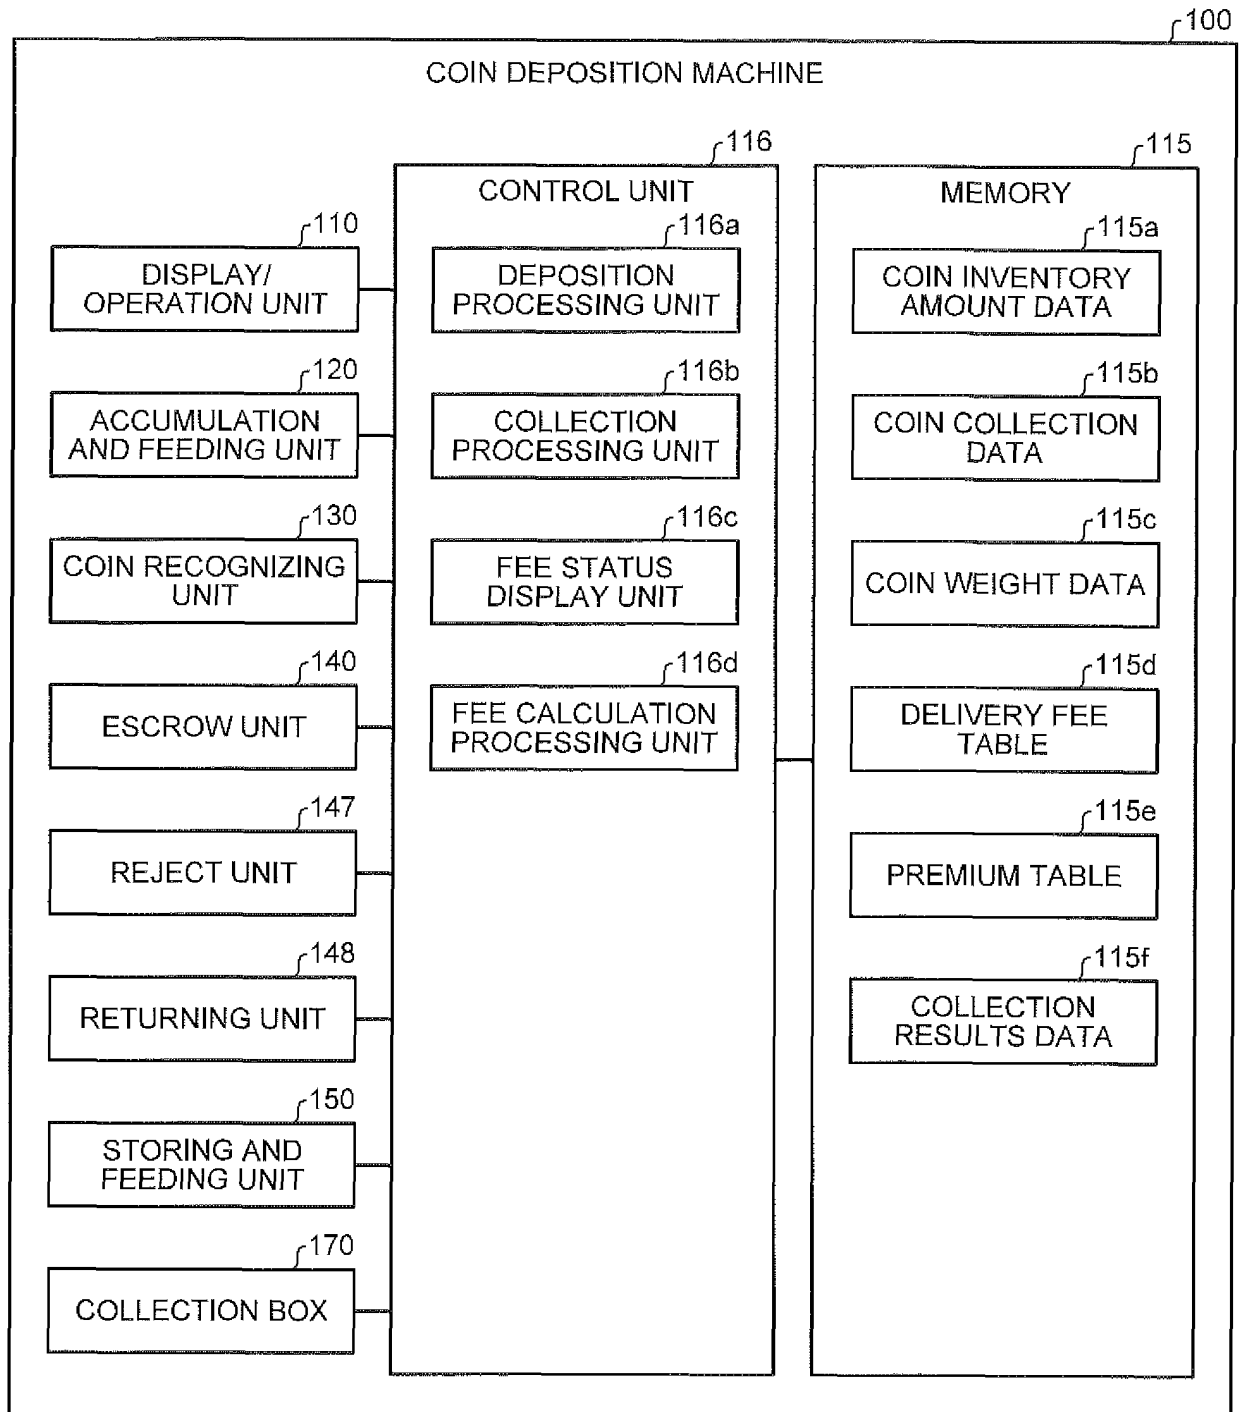 100
COIN DEPOSITION MACHINE
116
CONTROL UNIT
115
MEMORY
110
DISPLAY/
OPERATION UNIT
120
ACCUMULATION
AND FEEDING UNIT
130
COIN RECOGNIZING
UNIT
140
ESCROW UNIT
147
REJECT UNIT
148
RETURNING UNIT
150
STORING AND
FEEDING UNIT
170
COLLECTION BOX
116a
DEPOSITION
PROCESSING UNIT
116b
COLLECTION
PROCESSING UNIT
116c
FEE STATUS
DISPLAY UNIT
116d
FEE CALCULATION
PROCESSING UNIT
115a
COIN INVENTORY
AMOUNT DATA
115b
COIN COLLECTION
DATA
115c
COIN WEIGHT DATA
115d
DELIVERY FEE
TABLE
115e
PREMIUM TABLE
115f
COLLECTION
RESULTS DATA